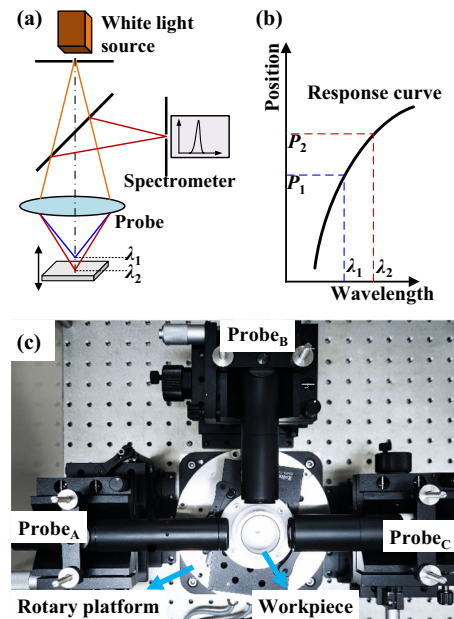 (a)
White light
source
Spectrometer
Probe
λ1
λ2
(b)
Position
Response curve
P2
P1
λ1
λ2
Wavelength
(c)
ProbeB
ProbeA
ProbeC
Rotary platform
Workpiece